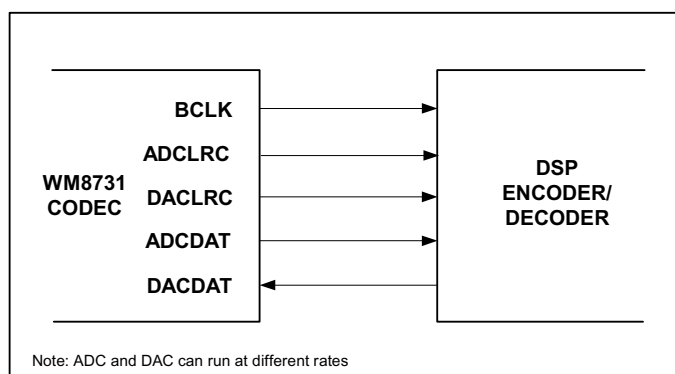 BCLK
ADCLRC
WM8731
CODEC
DACLRC
ADCDAT
DACDAT
DSP
ENCODER/
DECODER
Note: ADC and DAC can run at different rates